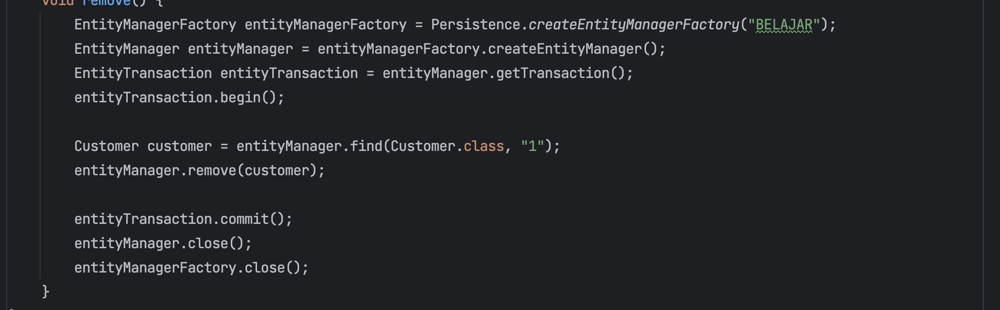 void remove() {
EntityManagerFactory entityManagerFactory = Persistence.createEntityManagerFactory("BELAJAR");
EntityManager entityManager = entityManagerFactory.createEntityManager();
EntityTransaction entityTransaction = entityManager.getTransaction();
entityTransaction.begin();
Customer customer = entityManager.find(Customer.class, "1");
entityManager.remove(customer);
entityTransaction.commit();
entityManager.close();
entityManagerFactory.close();
}